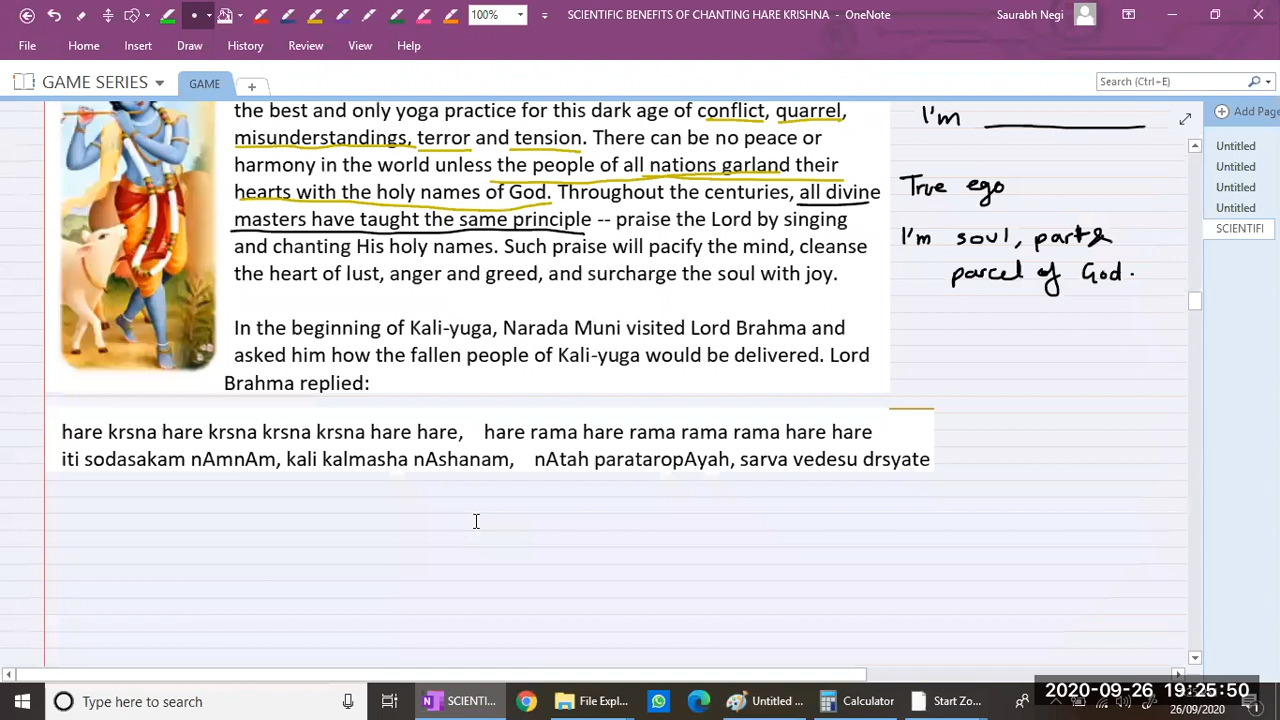 100%
SCIENTIFIC BENEFITS OF CHANTING HARE KRISHNA - OneNote
Saurabh Negi
File Home Insert Draw History Review View Help
GAME SERIES GAME
Search (Ctrl+E)
the best and only yoga practice for this dark age of conflict, quarrel,
misunderstandings, terror and tension. There can be no peace or
harmony in the world unless the people of all nations garland their
hearts with the holy names of God. Throughout the centuries, all divine
masters have taught the same principle -- praise the Lord by singing
and chanting His holy names. Such praise will pacify the mind, cleanse
the heart of lust, anger and greed, and surcharge the soul with joy.
In the beginning of Kali-yuga, Narada Muni visited Lord Brahma and
asked him how the fallen people of Kali-yuga would be delivered. Lord
Brahma replied:
hare krsna hare krsna krsna krsna hare hare, hare rama hare rama rama rama hare hare
iti sodasakam nAmnAm, kali kalmasha nAshanam, nAtah parataropAyah, sarva vedesu drsyate
I'm
True ego
I'm soul, part &
parcel of God.
Add Page
Untitled
Untitled
Untitled
Untitled
SCIENTIFI
Type here to search
SCIENTI...
File Expl...
Untitled ...
Calculator
Start Zo...
2020-09-26 19:25:50
26/09/2020